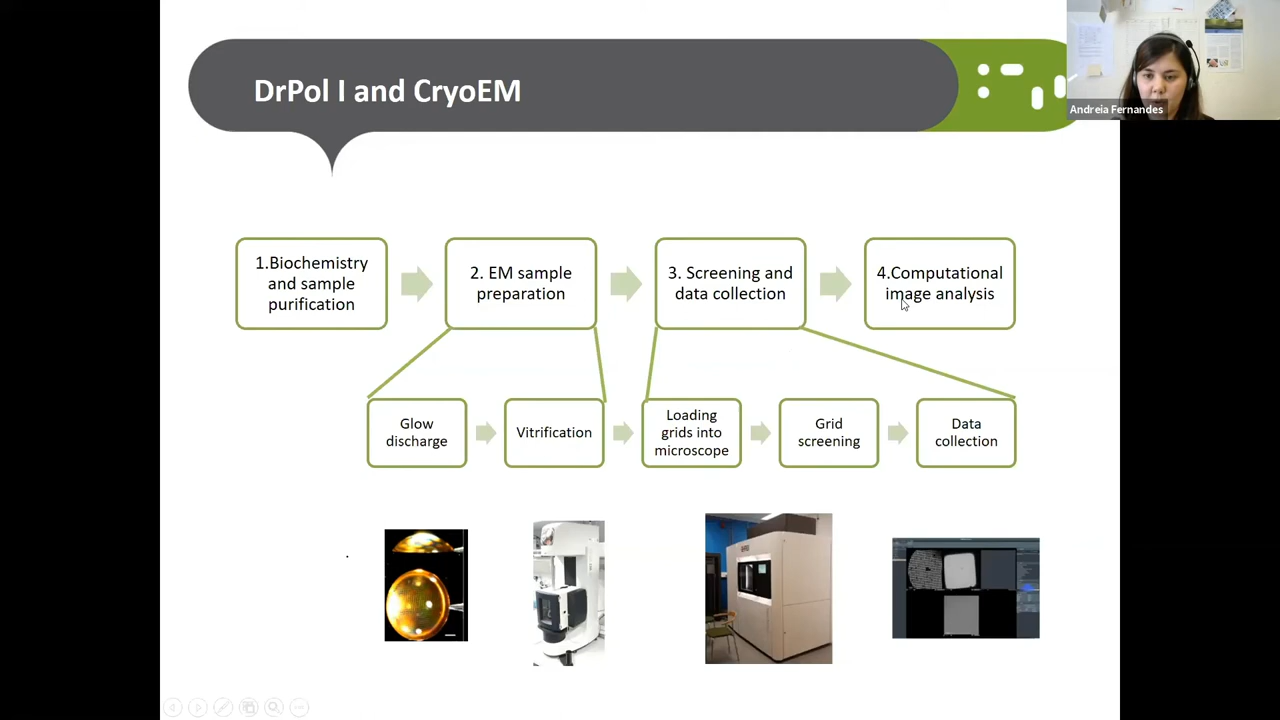 DrPol I and CryoEM
Andreia Fernandes
1.Biochemistry
and sample
purification
2. EM sample
preparation
3. Screening and
data collection
4.Computational
image analysis
Glow
discharge
Vitrification
Loading
grids into
microscope
Grid
screening
Data
collection